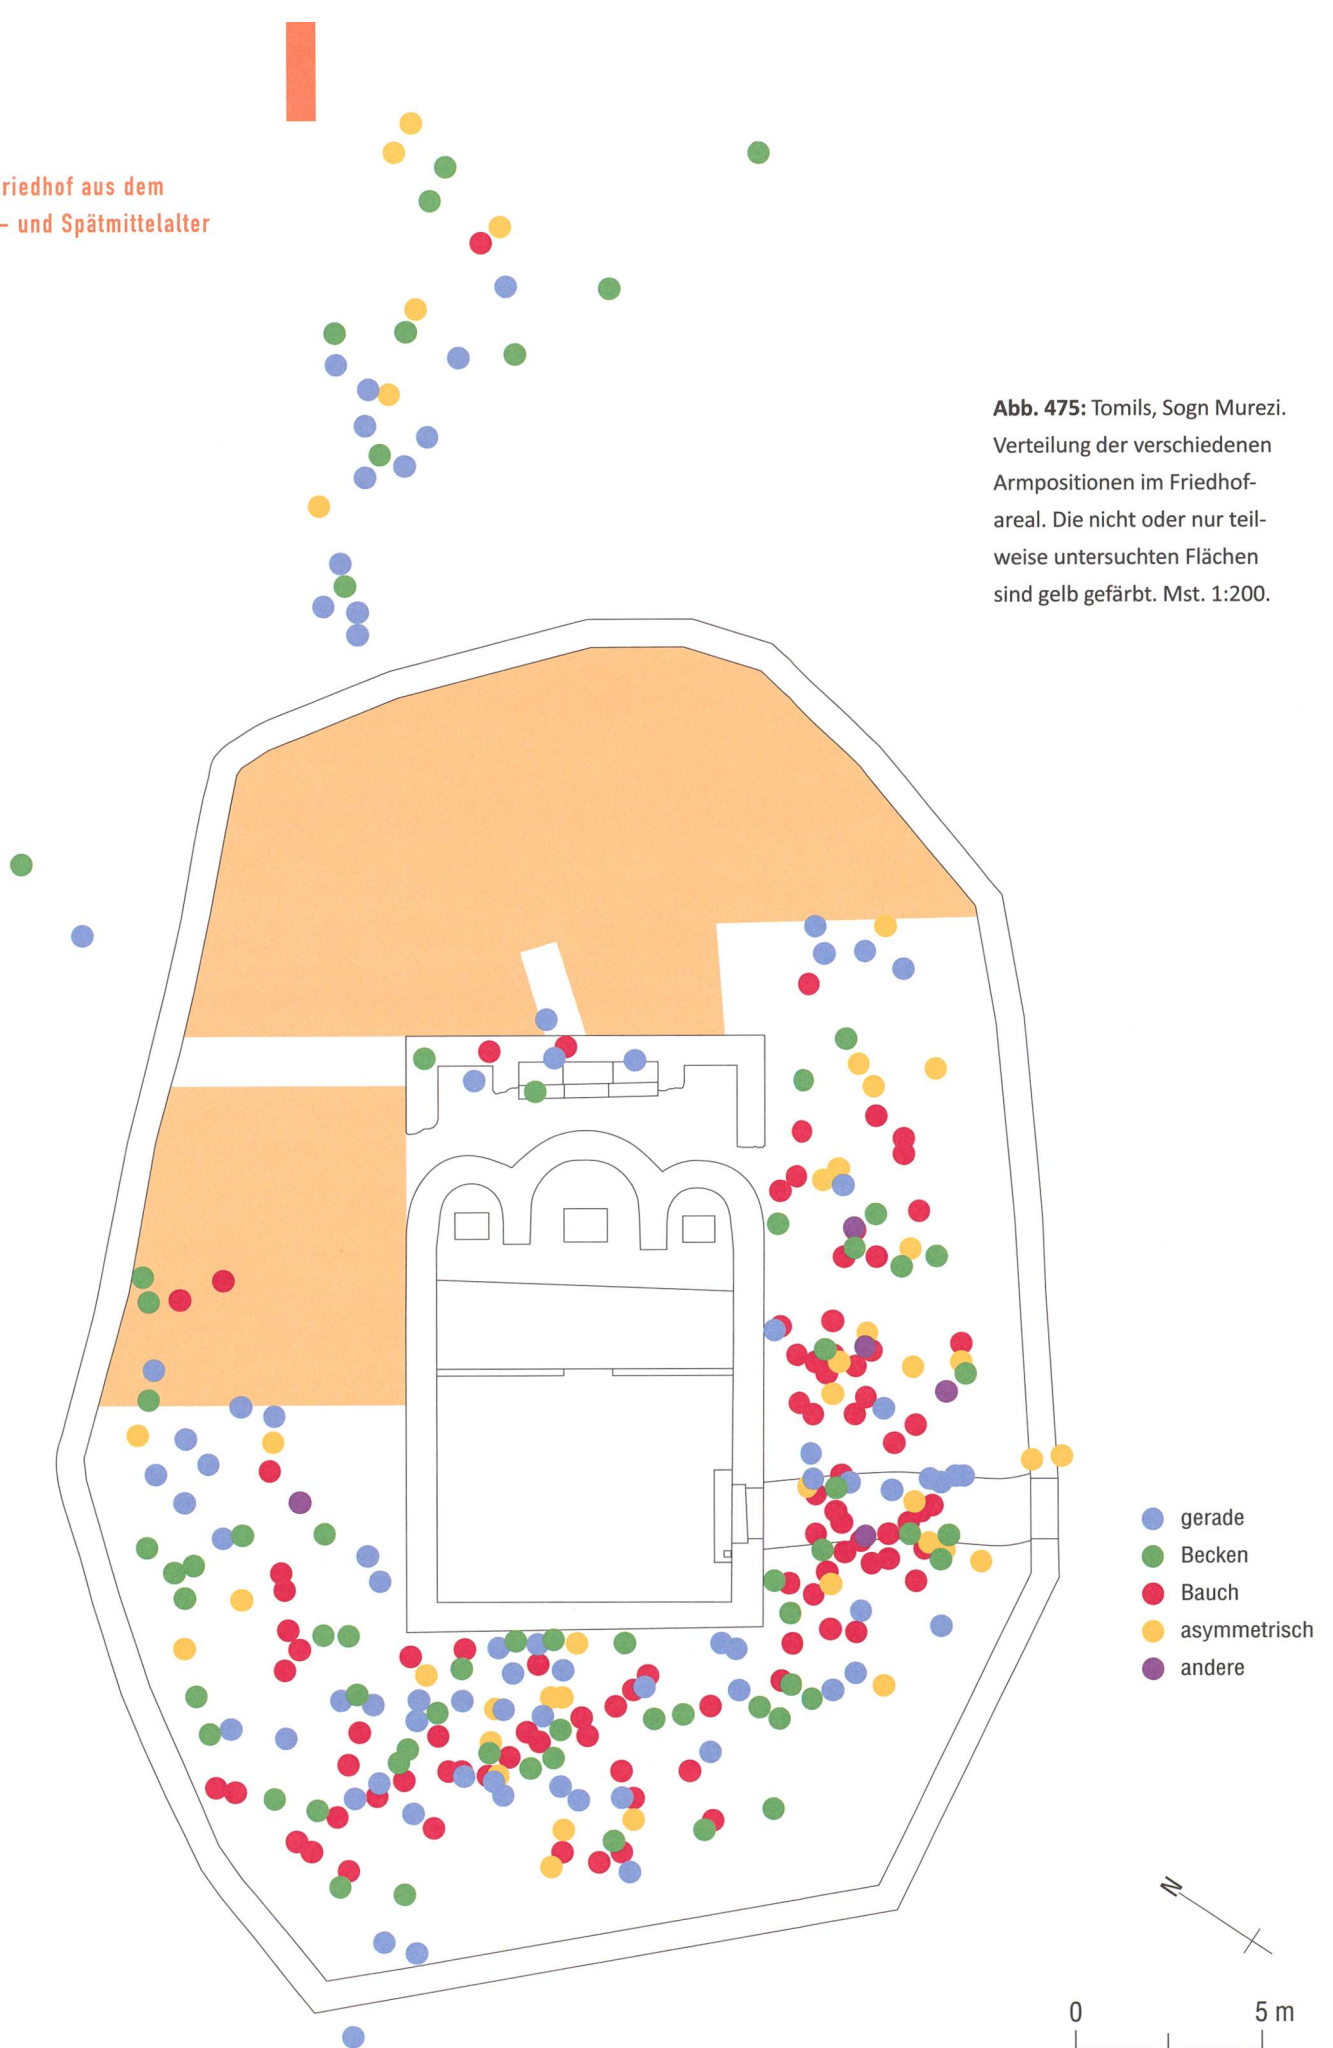 riedhof aus dem
– und Spätmittelalter
Abb. 475: Tomils, Sogn Murezi.
Verteilung der verschiedenen
Armpositionen im Friedhof-
areal. Die nicht oder nur teil-
weise untersuchten Flächen
sind gelb gefärbt. Mst. 1:200.
gerade
Becken
Bauch
asymmetrisch
andere
N
0 5 m